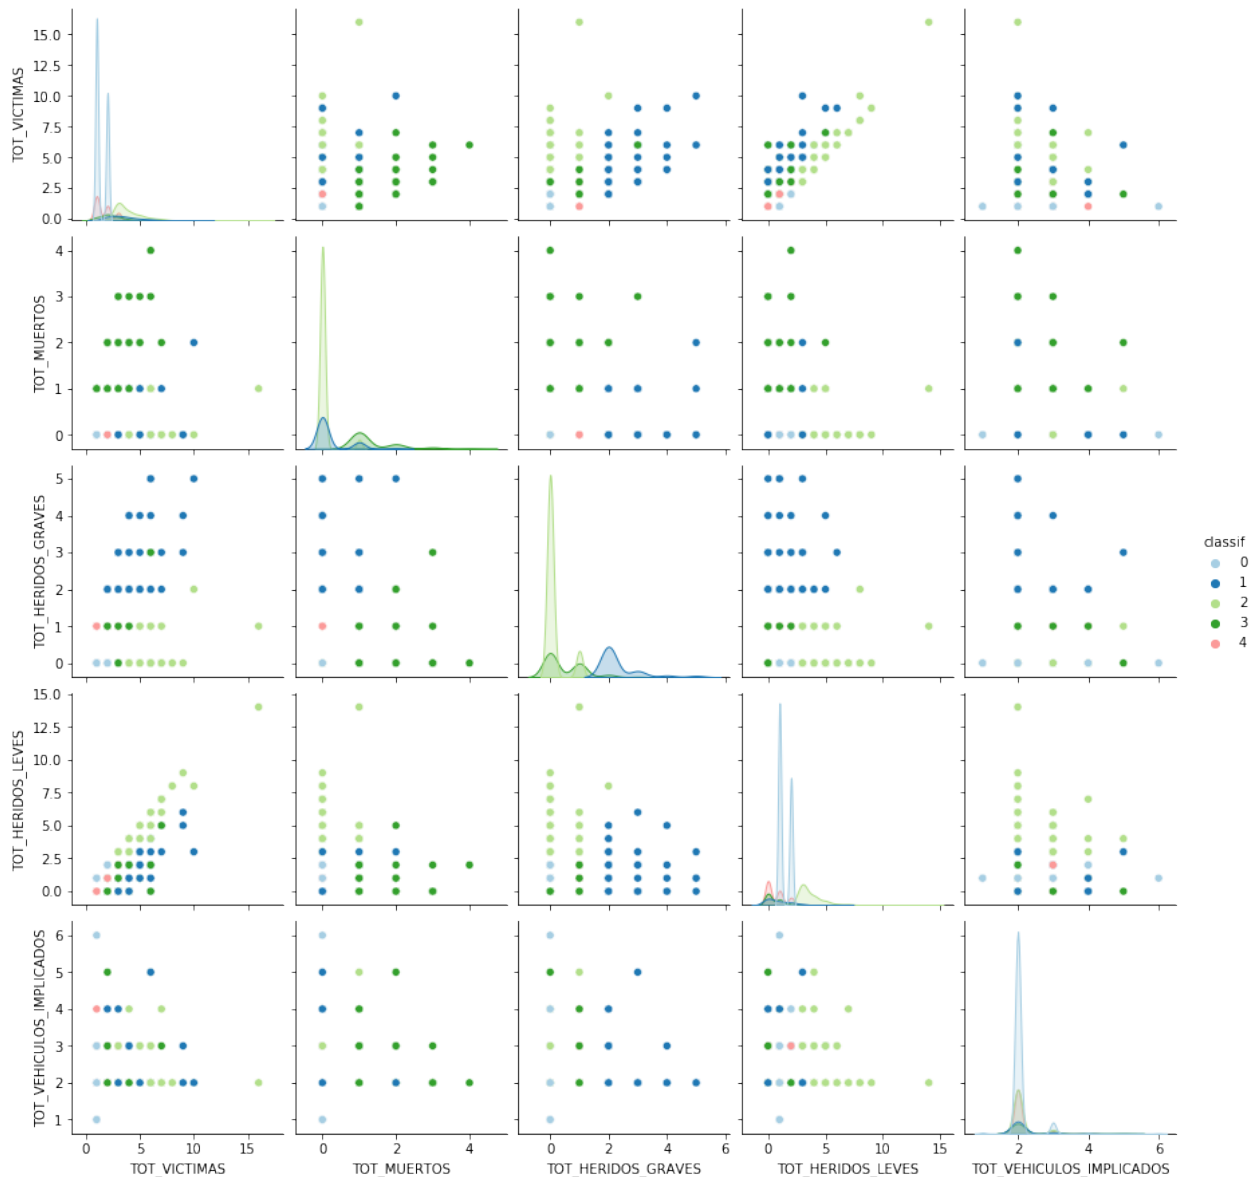 TOT_VICTIMAS
15.0
12.5
10.0
7.5
5.0
2.5
0.0
TOT_MUERTOS
4
3
2
1
0
TOT_HERIDOS_GRAVES
5
4
3
2
1
0
classif
0
1
2
3
4
TOT_HERIDOS_LEVES
15.0
12.5
10.0
7.5
5.0
2.5
0.0
TOT_VEHICULOS_IMPLICADOS
6
5
4
3
2
1
0 5 10 15
0 2 4
0 2 4 6
0 5 10 15
2 4 6
TOT_VICTIMAS
TOT_MUERTOS
TOT_HERIDOS_GRAVES
TOT_HERIDOS_LEVES
TOT_VEHICULOS_IMPLICADOS